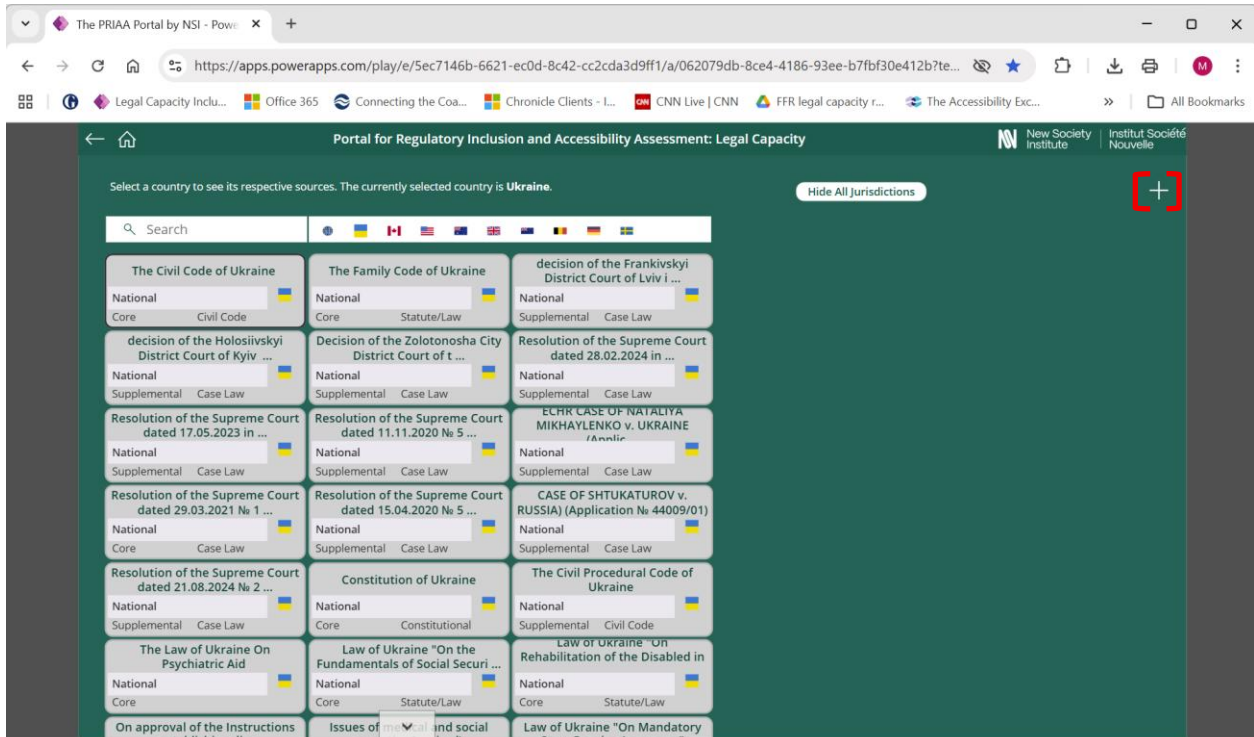 The PRIAA Portal by NSI - Powe
https://apps.powerapps.com/play/e/5ec7146b-6621-ec0d-8c42-cc2cda3d9ff1/a/062079db-8ce4-4186-93ee-b7fbf30e412b?te...
M
Legal Capacity Inclu... Office 365 Connecting the Coa... Chronicle Clients - I... CNN CNN Live | CNN FFR legal capacity r... The Accessibility Exc... » All Bookmarks
Portal for Regulatory Inclusion and Accessibility Assessment: Legal Capacity
New Society Institute
Institut Société Nouvelle
Select a country to see its respective sources. The currently selected country is Ukraine.
Hide All Jurisdictions
Search
The Civil Code of Ukraine
National
Core Civil Code
The Family Code of Ukraine
National
Core Statute/Law
decision of the Frankivskyi
District Court of Lviv i ...
National
Supplemental Case Law
decision of the Holosiivskyi
District Court of Kyiv ...
National
Supplemental Case Law
Decision of the Zolotonosha City
District Court of t ...
National
Supplemental Case Law
Resolution of the Supreme Court
dated 28.02.2024 in ...
National
Supplemental Case Law
Resolution of the Supreme Court
dated 17.05.2023 in ...
National
Supplemental Case Law
Resolution of the Supreme Court
dated 11.11.2020 № 5 ...
National
Supplemental Case Law
ECHR CASE OF NATALIYA
MIKHAYLENKO v. UKRAINE
(Applic
National
Supplemental Case Law
Resolution of the Supreme Court
dated 29.03.2021 № 1 ...
National
Core Case Law
Resolution of the Supreme Court
dated 15.04.2020 № 5 ...
National
Supplemental Case Law
CASE OF SHTUKATUROV v.
RUSSIA) (Application № 44009/01)
National
Supplemental Case Law
Resolution of the Supreme Court
dated 21.08.2024 № 2 ...
National
Supplemental Case Law
Constitution of Ukraine
National
Core Constitutional
The Civil Procedural Code of
Ukraine
National
Supplemental Civil Code
The Law of Ukraine On
Psychiatric Aid
National
Core
Law of Ukraine "On the
Fundamentals of Social Securi ...
National
Core Statute/Law
Law of Ukraine "On
Rehabilitation of the Disabled in
National
Core Statute/Law
On approval of the Instructions
Issues of medical and social
Law of Ukraine "On Mandatory